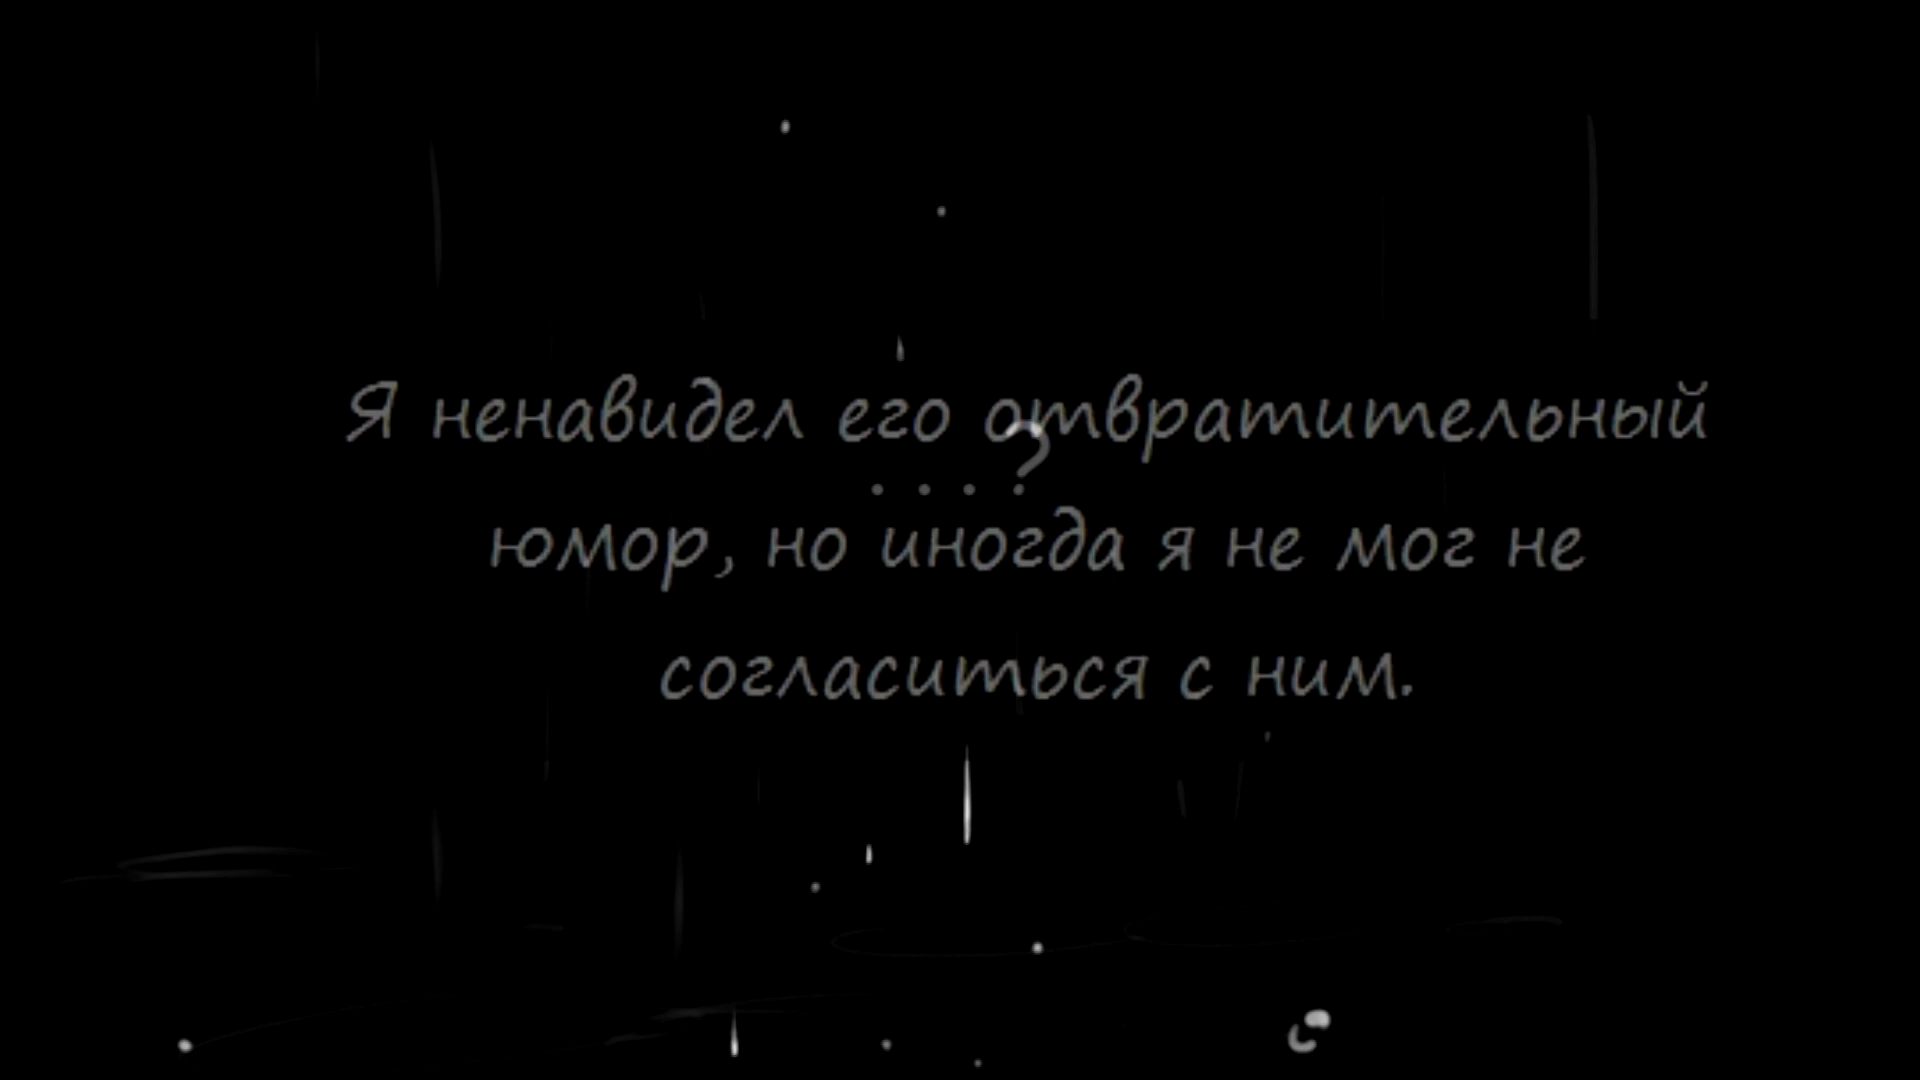 Я ненавидел его отвратительный
....?
юмор, но иногда я не мог не
согласиться с ним.